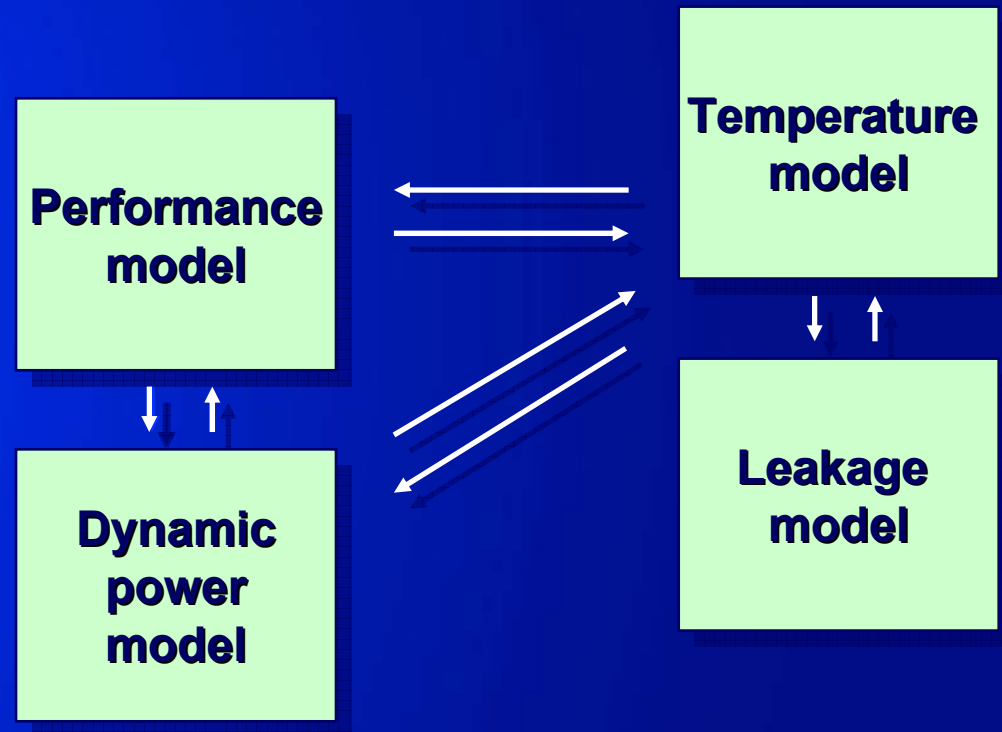 Performance
model
Temperature
model
Dynamic
power
model
Leakage
model